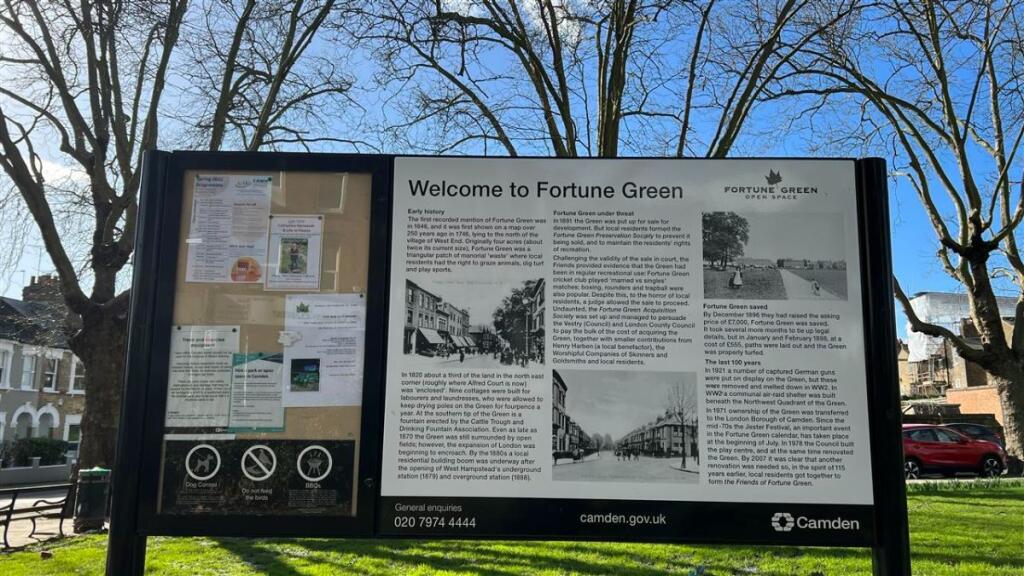 Welcome to Fortune Green
FORTUNE GREEN
OPEN SPACE
Early history
The first recorded mention of Fortune Green was
in 1646, and it was first shown on a map over
250 years ago in 1746, lying to the north of the
village of West End. Originally four acres (about
twice its current size), Fortune Green was a
triangular patch of manorial 'waste' where local
residents had the right to graze animals, dig turf
and play sports.
In 1820 about a third of the land in the north east
corner (roughly where Alfred Court is now)
was 'enclosed'. Nine cottages were built for
labourers and laundresses, who were allowed to
keep drying poles on the Green for fourpence a
year. At the southern tip of the Green is a
fountain erected by the Cattle Trough and
Drinking Fountain Association. Even as late as
1870 the Green was still surrounded by open
fields; however, the expansion of London was
beginning to encroach. By the 1880s a local
residential building boom was underway after
the opening of West Hampstead's underground
station (1879) and overground station (1888).
Fortune Green under threat
In 1891 the Green was put up for sale for
development. But local residents formed the
Fortune Green Preservation Society to prevent it
being sold, and to maintain the residents' rights
of recreation.
Challenging the validity of the sale in court, the
Friends provided evidence that the Green had
been in regular recreational use: Fortune Green
cricket club played 'married vs singles'
matches; boxing, rounders and trapball were
also popular. Despite this, to the horror of local
residents, a judge allowed the sale to proceed.
Undaunted, the Fortune Green Acquisition
Society was set up and managed to persuade
the Vestry (Council) and London County Council
to pay the bulk of the cost of acquiring the
Green, together with smaller contributions from
Henry Harben (a local benefactor), the
Worshipful Companies of Skinners and
Goldsmiths and local residents.
Fortune Green saved
By December 1896 they had raised the asking
price of £7,000, Fortune Green was saved.
It took several more months to tie up legal
details, but in January and February 1898, at a
cost of £555, paths were laid out and the Green
was properly turfed.
The last 100 years
In 1921 a number of captured German guns
were put on display on the Green, but these
were removed and melted down in WW2. In
WW2 a communal air-raid shelter was built
beneath the Northwest Quadrant of the Green.
In 1971 ownership of the Green was transferred
to the London Borough of Camden. Since the
mid-70s the Jester Festival, an important event
in the Fortune Green calendar, has taken place
at the beginning of July. In 1978 the Council built
the play centre, and at the same time renovated
the Green. By 2007 it was clear that another
renovation was needed so, in the spirit of 115
years earlier, local residents got together to
form the Friends of Fortune Green.
Dog Control
Do not feed
the birds
BBQs
General enquiries
020 7974 4444
camden.gov.uk
Camden